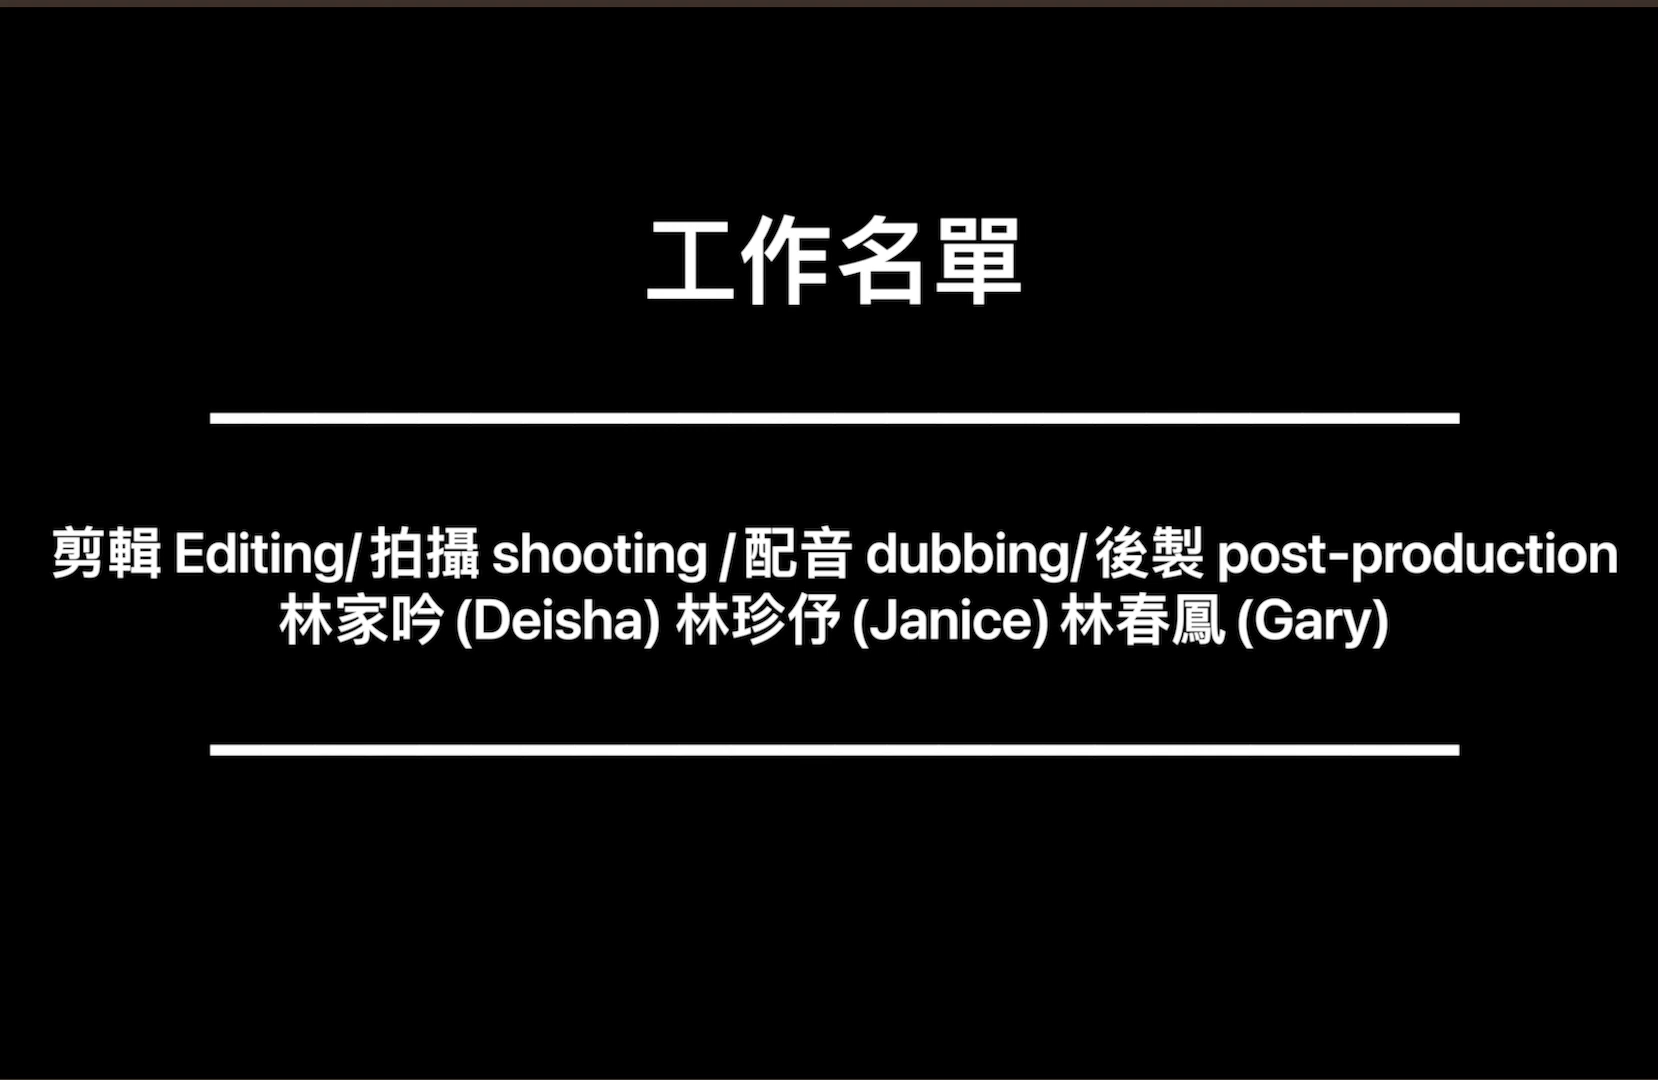 工作名單
剪輯 Editing/拍攝 shooting /配音 dubbing/後製 post-production
林家吟 (Deisha) 林珍伃 (Janice) 林春鳳 (Gary)